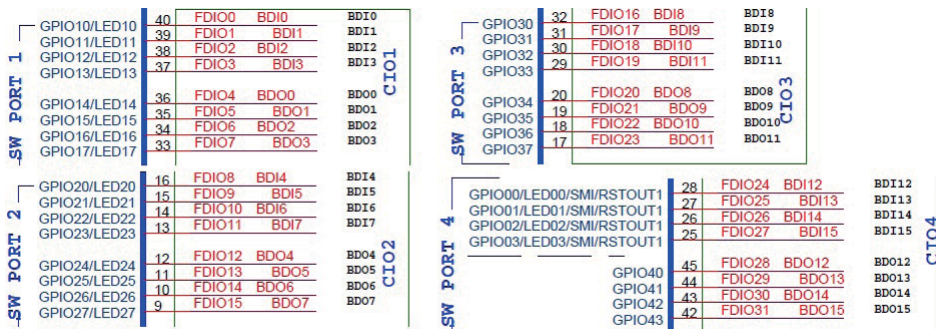 SW PORT 1
CIO1
GPIO10/LED10 40 FDIO0 BDI0 BDI0
GPIO11/LED11 39 FDIO1 BDI1 BDI1
GPIO12/LED12 38 FDIO2 BDI2 BDI2
GPIO13/LED13 37 FDIO3 BDI3 BDI3
GPIO14/LED14 36 FDIO4 BDO0 BDO0
GPIO15/LED15 35 FDIO5 BDO1 BDO1
GPIO16/LED16 34 FDIO6 BDO2 BDO2
GPIO17/LED17 33 FDIO7 BDO3 BDO3
SW PORT 2
CIO2
GPIO20/LED20 16 FDIO8 BDI4 BDI4
GPIO21/LED21 15 FDIO9 BDI5 BDI5
GPIO22/LED22 14 FDIO10 BDI6 BDI6
GPIO23/LED23 13 FDIO11 BDI7 BDI7
GPIO24/LED24 12 FDIO12 BDO4 BDO4
GPIO25/LED25 11 FDIO13 BDO5 BDO5
GPIO26/LED26 10 FDIO14 BDO6 BDO6
GPIO27/LED27 9 FDIO15 BDO7 BDO7
SW PORT 3
CIO3
GPIO30 32 FDIO16 BDI8 BDI8
GPIO31 31 FDIO17 BDI9 BDI9
GPIO32 30 FDIO18 BDI10 BDI10
GPIO33 29 FDIO19 BDI11 BDI11
GPIO34 20 FDIO20 BDO8 BDO8
GPIO35 19 FDIO21 BDO9 BDO9
GPIO36 18 FDIO22 BDO10 BDO10
GPIO37 17 FDIO23 BDO11 BDO11
SW PORT 4
CIO4
GPIO00/LED00/SMI/RSTOUT1 28 FDIO24 BDI12 BDI12
GPIO01/LED01/SMI/RSTOUT1 27 FDIO25 BDI13 BDI13
GPIO02/LED02/SMI/RSTOUT1 26 FDIO26 BDI14 BDI14
GPIO03/LED03/SMI/RSTOUT1 25 FDIO27 BDI15 BDI15
GPIO40 45 FDIO28 BDO12 BDO12
GPIO41 44 FDIO29 BDO13 BDO13
GPIO42 43 FDIO30 BDO14 BDO14
GPIO43 42 FDIO31 BDO15 BDO15